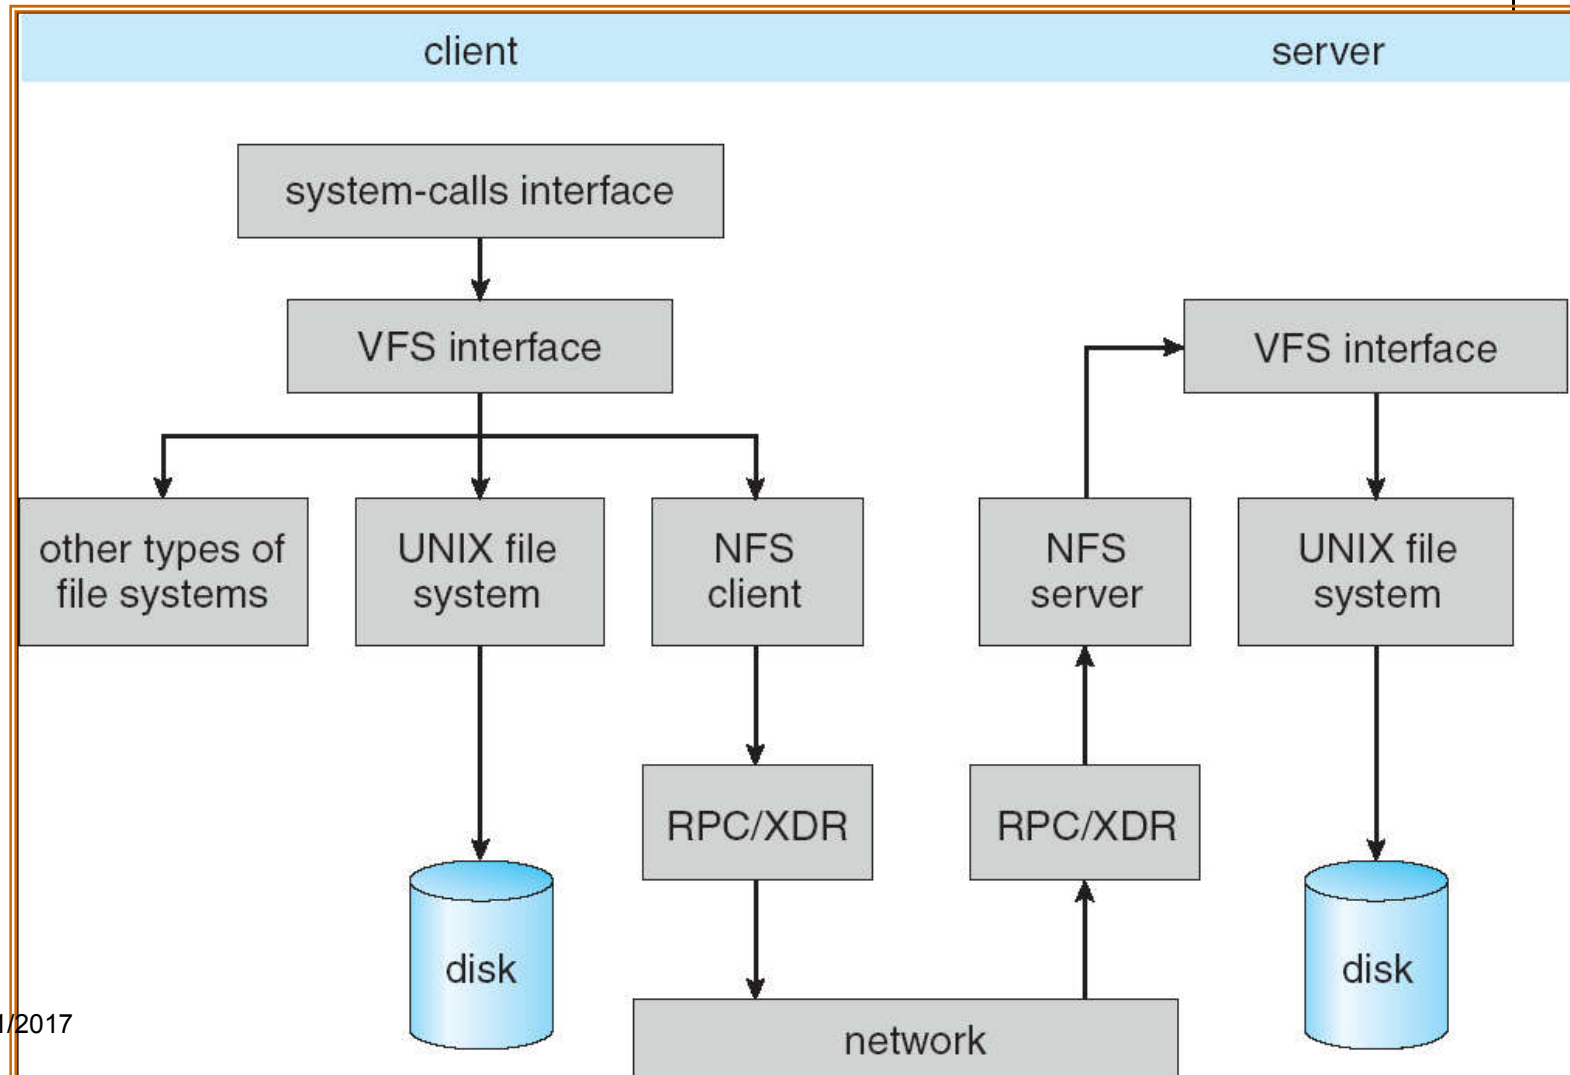 client
server
system-calls interface
VFS interface
VFS interface
other types of
file systems
UNIX file
system
NFS
client
NFS
server
UNIX file
system
RPC/XDR
RPC/XDR
disk
disk
/2017
network